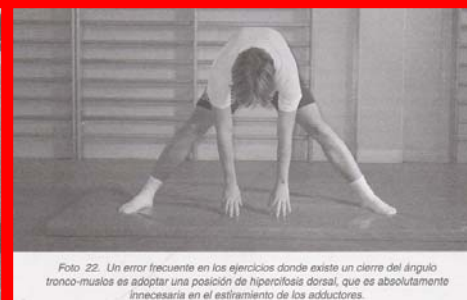 Foto 22. Un error frecuente en los ejercicios donde existe un cierre del ángulo
tronco-muslos es adoptar una posición de hipercifosis dorsal, que es absolutamente
innecesaria en el estiramiento de los adductores.